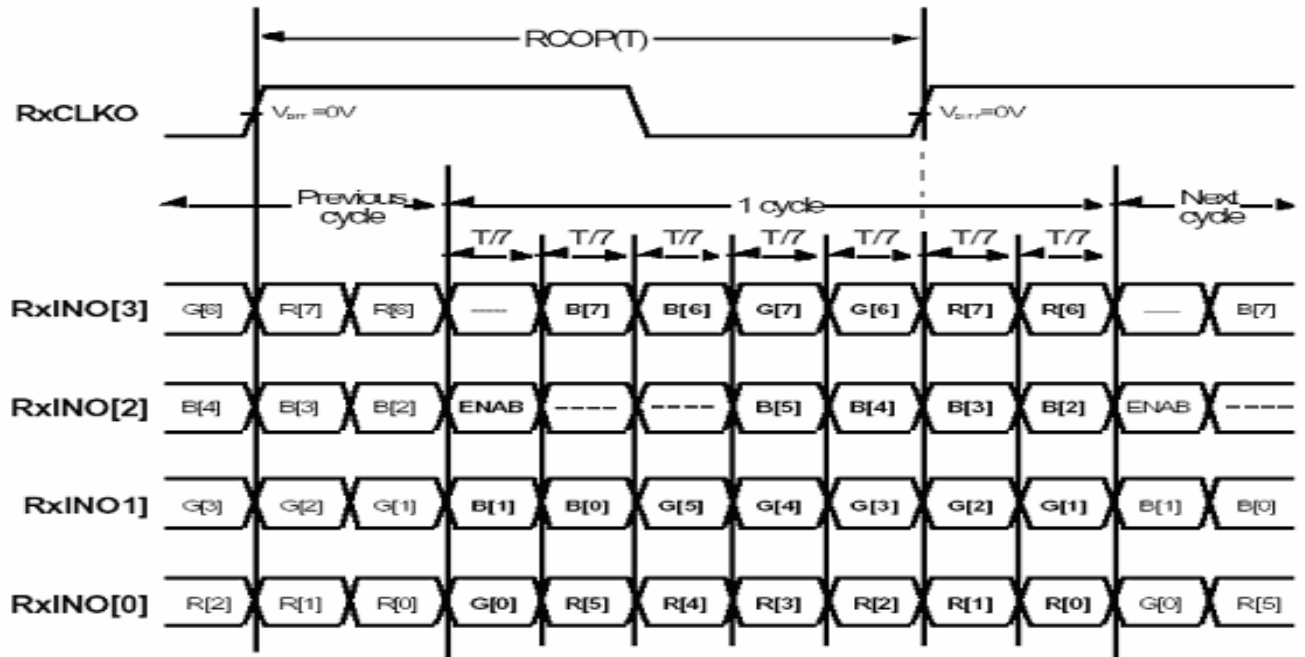 RCOP(T)
RxCLKO
V_DIFF =0V
V_DIFF=0V
Previous cycle
1 cycle
Next cycle
T/7 T/7 T/7 T/7 T/7 T/7 T/7
RxINO[3] G[6] R[7] R[6] ---- B[7] B[6] G[7] G[6] R[7] R[6] --- B[7]
RxINO[2] B[4] B[3] B[2] ENAB ---- ---- B[5] B[4] B[3] B[2] ENAB -----
RxINO1] G[3] G[2] G[1] B[1] B[0] G[5] G[4] G[3] G[2] G[1] B[1] B[0]
RxINO[0] R[2] R[1] R[0] G[0] R[5] R[4] R[3] R[2] R[1] R[0] G[0] R[5]